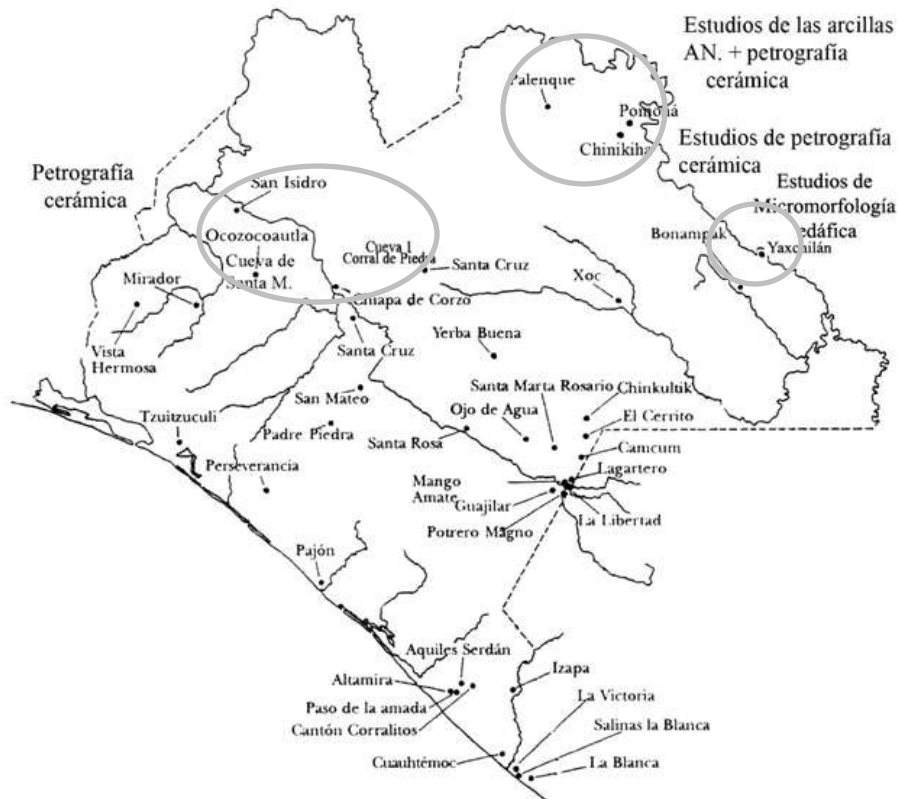 Estudios de las arcillas
AN. + petrografía
cerámica
Palenque
Pomoná
Chinikiha
Estudios de petrografía
cerámica
Petrografía
cerámica
Estudios de
Micromorfología
edáfica
San Isidro
Bonampak
Yaxchilán
Ocozocoautla
Cueva 1
Corral de Piedra
Cueva de
Santa M.
Santa Cruz
Xoc
Mirador
Chiapa de Corzo
Vista
Hermosa
Santa Cruz
Yerba Buena
San Mateo
Santa Marta Rosario
Chinkultik
Ojo de Agua
El Cerrito
Tzuitzuculi
Padre Piedra
Santa Rosa
Camcum
Perseverancia
Lagartero
Mango
Amate
Guajilar
La Libertad
Potrero Magno
Pajón
Aquiles Serdán
Izapa
Altamira
La Victoria
Paso de la amada
Salinas la Blanca
Cantón Corralitos
Cuauhtémoc
La Blanca